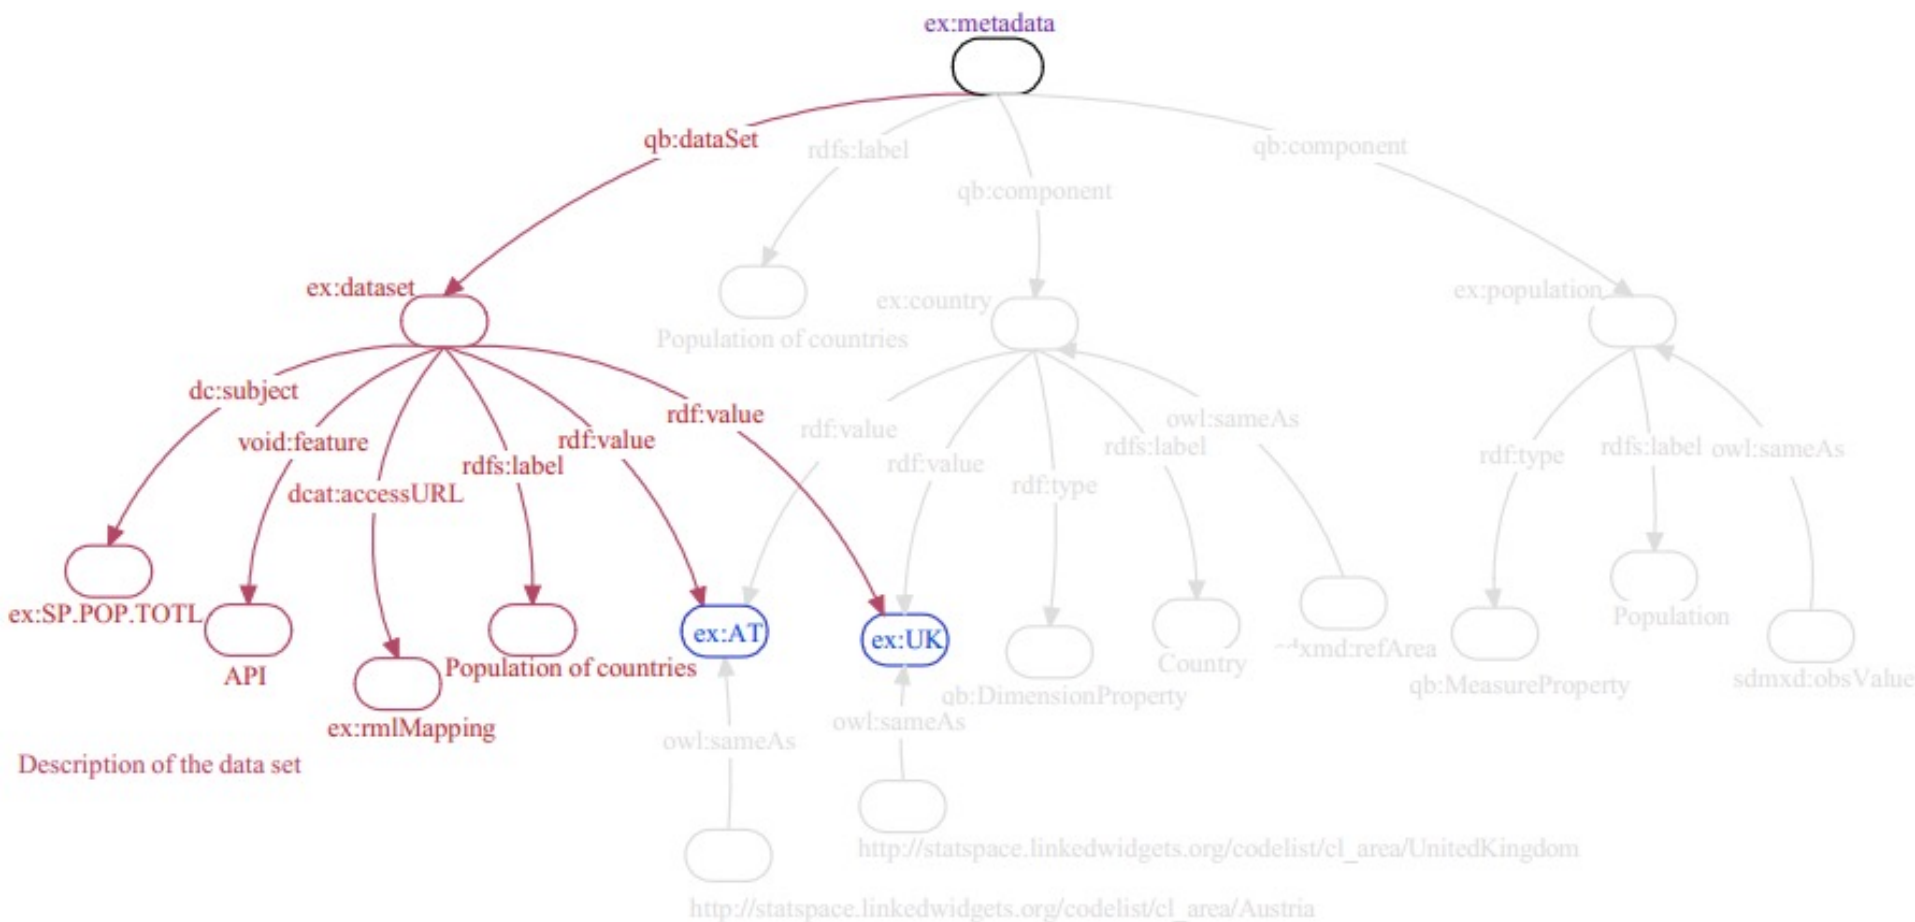 ex:metadata
qb:dataSet
rdfs:label
qb:component
qb:component
ex:dataset
Population of countries
ex:country
ex:population
dc:subject
void:feature
dcat:accessURL
rdfs:label
rdf:value
rdf:value
rdf:value
rdf:value
rdf:type
rdfs:label
owl:sameAs
rdf:type
rdfs:label
owl:sameAs
ex:SP.POP.TOTL
API
ex:rmlMapping
Population of countries
ex:AT
ex:UK
qb:DimensionProperty
Country
xmd:refArea
qb:MeasureProperty
Population
sdmxd:obsValue
owl:sameAs
owl:sameAs
Description of the data set
http://statspace.linkedwidgets.org/codelist/cl_area/UnitedKingdom
http://statspace.linkedwidgets.org/codelist/cl_area/Austria